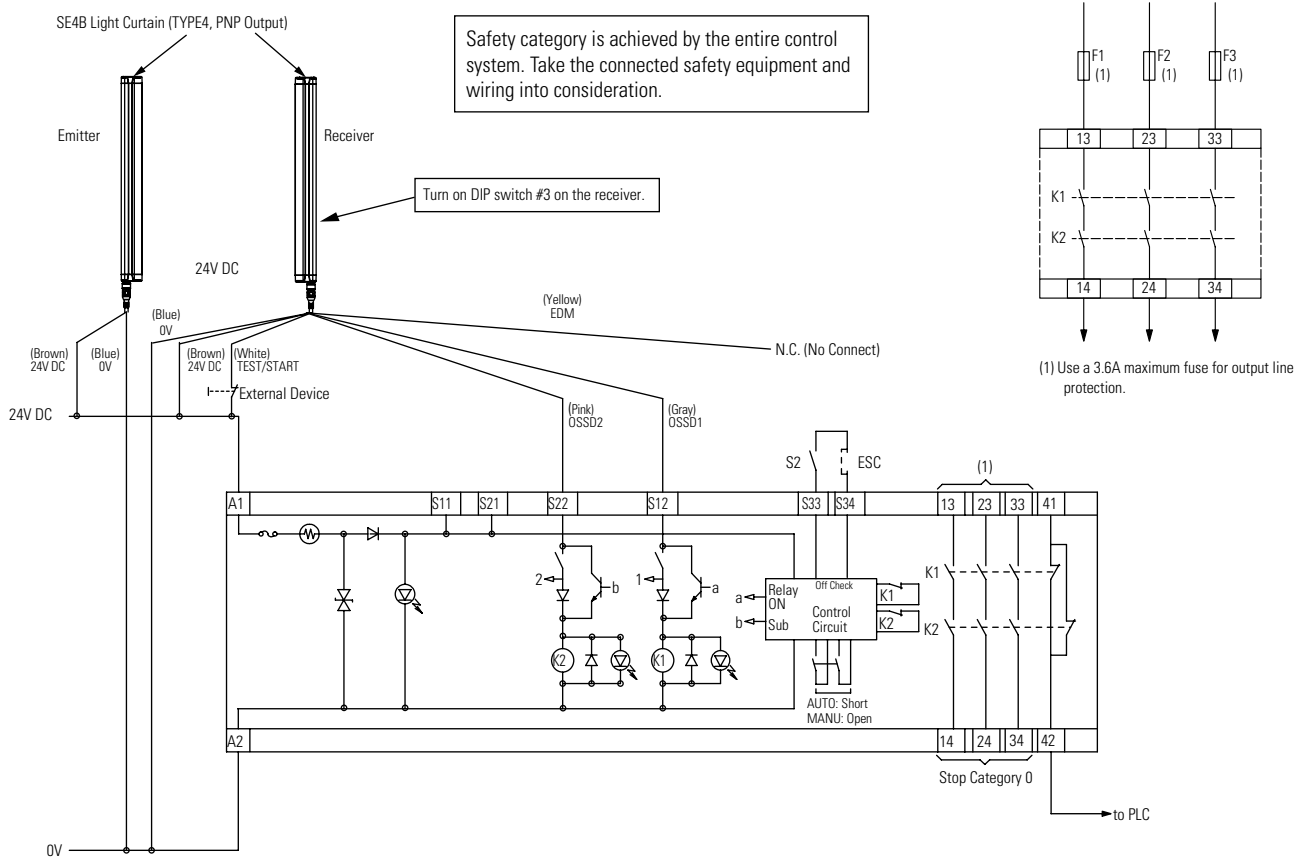 SE4B Light Curtain (TYPE4, PNP Output)
Safety category is achieved by the entire control
system. Take the connected safety equipment and
wiring into consideration.
F1
(1)
F2
(1)
F3
(1)
Emitter
Receiver
13 23 33
Turn on DIP switch #3 on the receiver.
K1
K2
24V DC
14 24 34
(Yellow)
EDM
(Blue)
0V
(Brown)
24V DC
(Blue)
0V
(Brown)
24V DC
(White)
TEST/START
N.C. (No Connect)
(1) Use a 3.6A maximum fuse for output line
protection.
External Device
24V DC
(Pink)
OSSD2
(Gray)
OSSD1
S2
ESC
(1)
A1 S11 S21 S22 S12 S33 S34 13 23 33 41
2
b
1
a
a
b
Relay
ON
Sub
Off Check
Control
Circuit
K1
K2
K1
K2
K2
K1
AUTO: Short
MANU: Open
A2 14 24 34 42
Stop Category 0
to PLC
0V